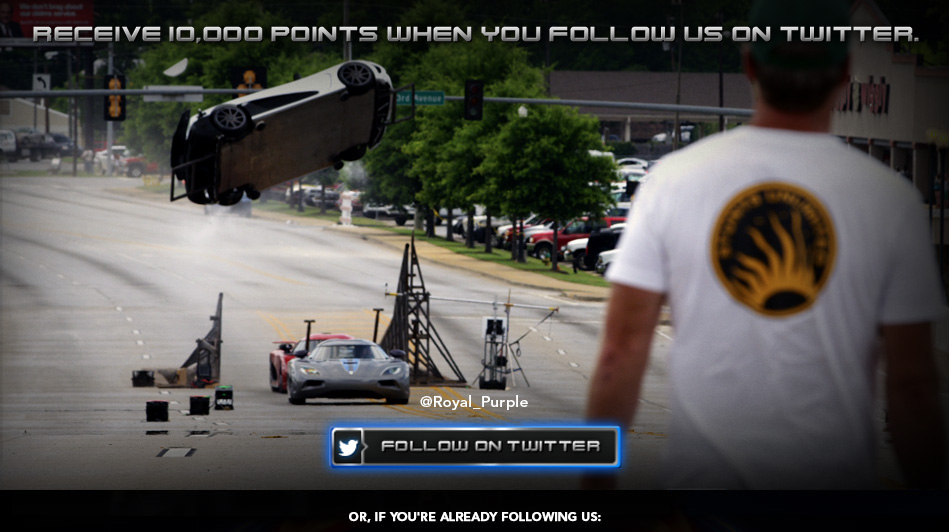 RECEIVE 10,000 POINTS WHEN YOU FOLLOW US ON TWITTER.
@Royal_Purple
FOLLOW ON TWITTER
OR, IF YOU'RE ALREADY FOLLOWING US: